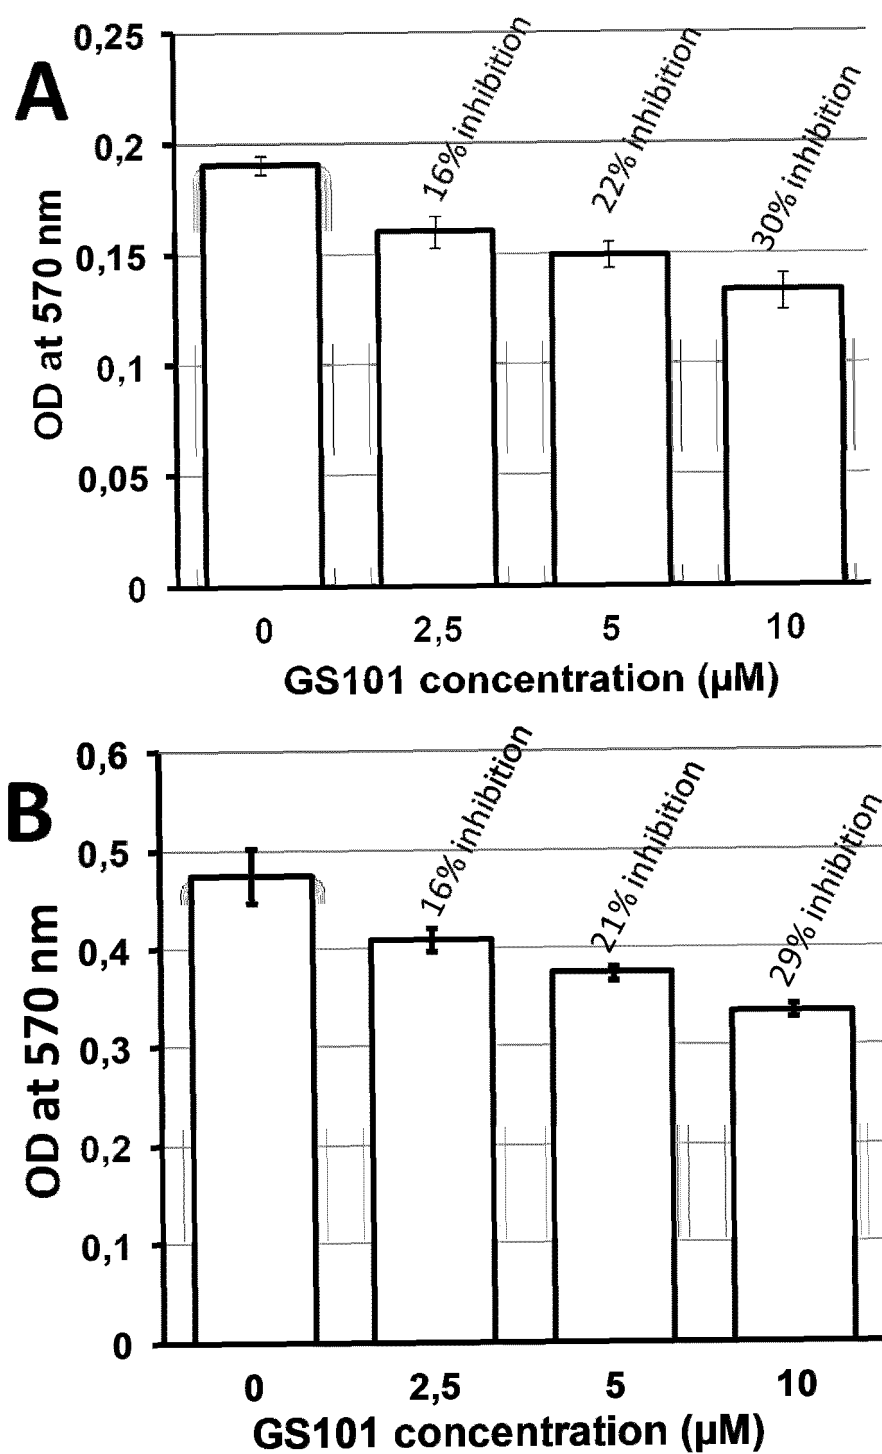 A
0,25
0,2
0,15
0,1
0,05
0
OD at 570 nm
16% inhibition
22% inhibition
30% inhibition
0 2,5 5 10
GS101 concentration (µM)
B
0,6
0,5
0,4
0,3
0,2
0,1
0
OD at 570 nm
16% inhibition
21% inhibition
29% inhibition
0 2,5 5 10
GS101 concentration (µM)